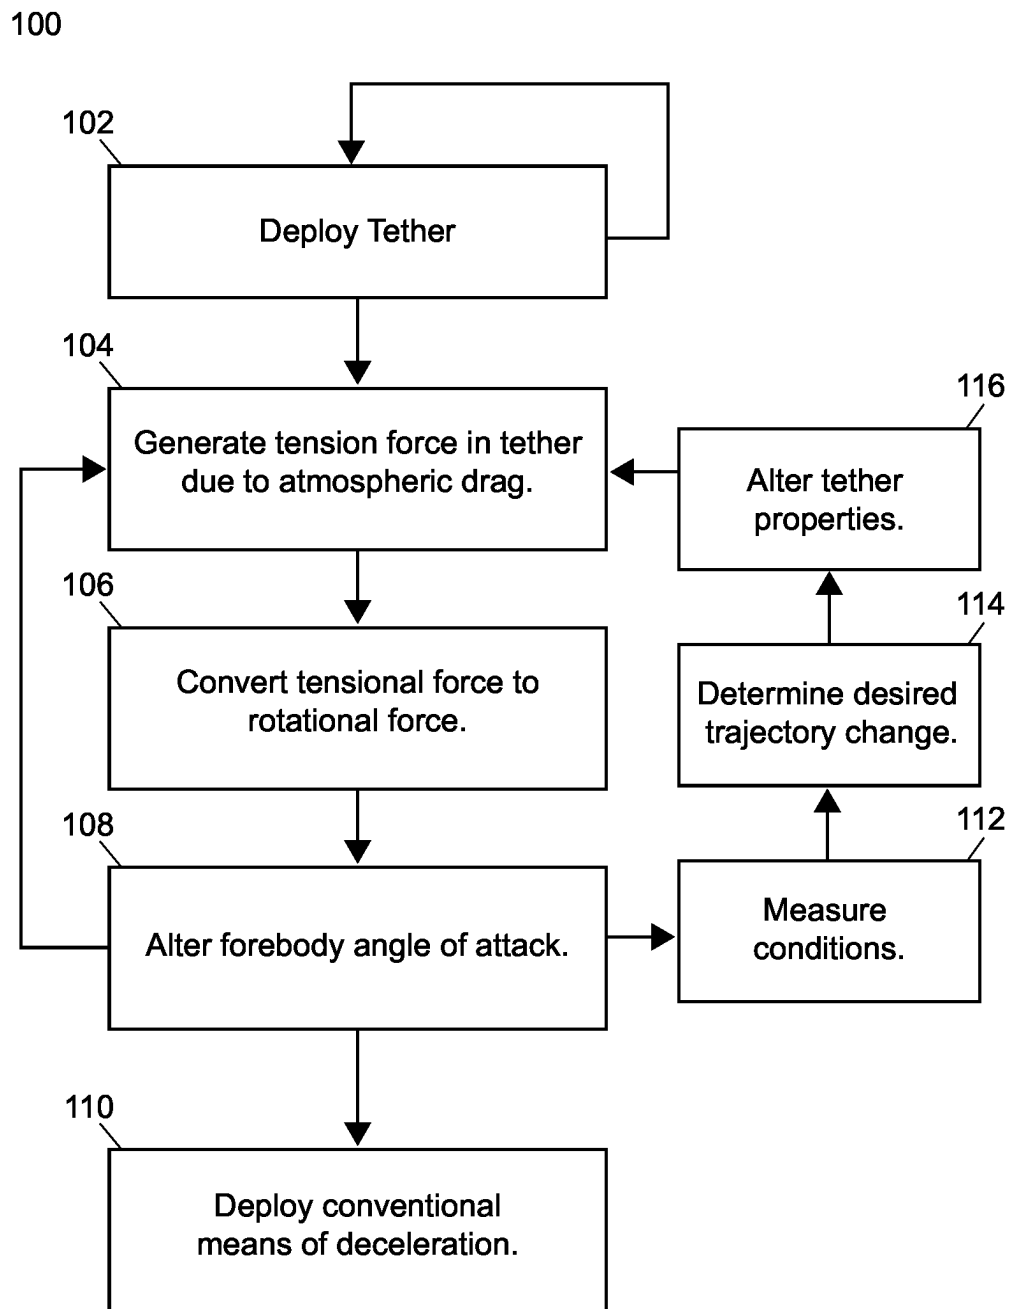 100
102
Deploy Tether
104
Generate tension force in tether
due to atmospheric drag.
116
Alter tether
properties.
106
Convert tensional force to
rotational force.
114
Determine desired
trajectory change.
108
Alter forebody angle of attack.
112
Measure
conditions.
110
Deploy conventional
means of deceleration.